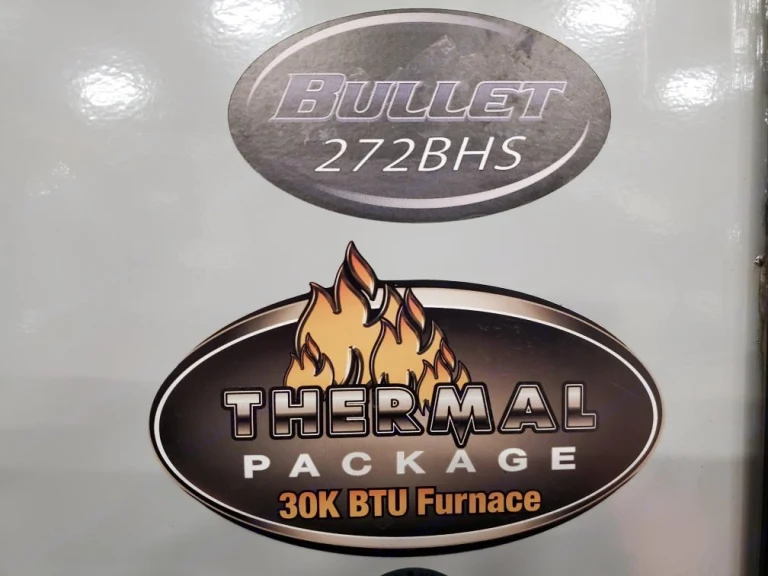 BULLET
272BHS
THERMAL
PACKAGE
30K BTU Furnace